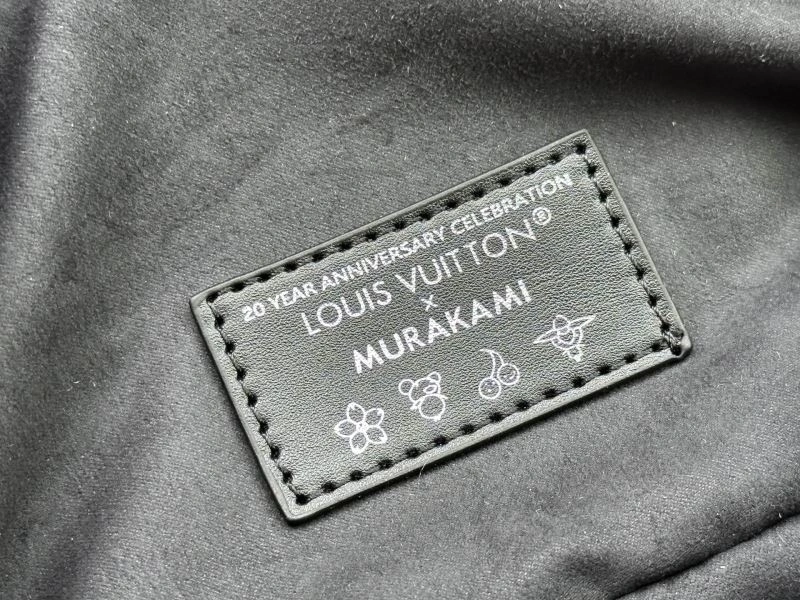 20 YEAR ANNIVERSARY CELEBRATION
LOUIS VUITTON®
x
MURAKAMI